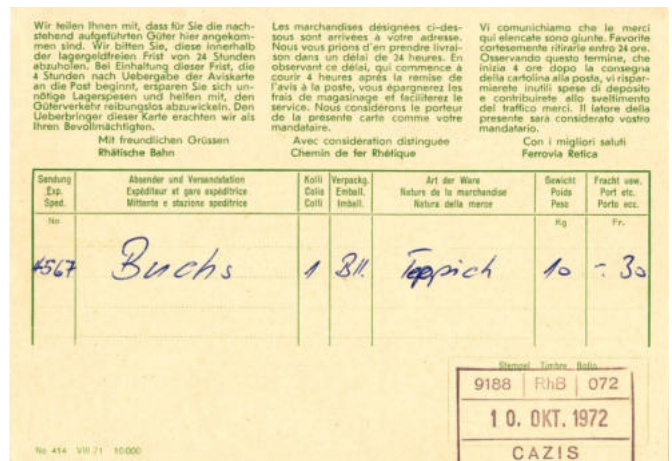 Wir teilen Ihnen mit, dass für Sie die nach-
stehend aufgeführten Güter hier angekom-
men sind. Wir bitten Sie, diese innerhalb
der lagergeldfreien Frist von 24 Stunden
abzuholen. Bei Einhaltung dieser Frist, die
4 Stunden nach Uebergabe der Aviskarte
an die Post beginnt, ersparen Sie sich un-
nötige Lagerspesen und helfen mit, den
Güterverkehr reibungslos abzuwickeln. Den
Ueberbringer dieser Karte erachten wir als
Ihren Bevollmächtigten.
Mit freundlichen Grüssen
Rhätische Bahn
Les marchandises désignées ci-des-
sous sont arrivées à votre adresse.
Nous vous prions d'en prendre livrai-
son dans un délai de 24 heures. En
observant ce délai, qui commence à
courir 4 heures après la remise de
l'avis à la poste, vous épargnerez les
frais de magasinage et faciliterez le
service. Nous considérons le porteur
de la présente carte comme votre
mandataire.
Avec considération distinguée
Chemin de fer Rhétique
Vi comunichiamo che le merci
qui elencate sono giunte. Favorite
cortesemente ritirarle entro 24 ore.
Osservando questo termine, che
inizia 4 ore dopo la consegna
della cartolina alla posta, vi rispar-
mierete inutili spese di deposito
e contribuirete allo sveltimento
del traffico merci. Il latore della
presente sarà considerato vostro
mandatario.
Con i migliori saluti
Ferrovia Retica
Sendung Absender und Versandstation Kolli Verpackg. Art der Ware Gewicht Fracht usw.
Exp. Expéditeur et gare expéditrice Colis Emball. Nature de la marchandise Poids Port etc.
Sped. Mittente e stazione speditrice Colli Imball. Natura della merce Peso Porto ecc.
No. Kg Fr.
4567 Buchs 1 Bll. Teppich 10 -.30
Stempel Timbre Bollo
9188 RhB 072
10. OKT. 1972
CAZIS
No 414 VIII 71 10000